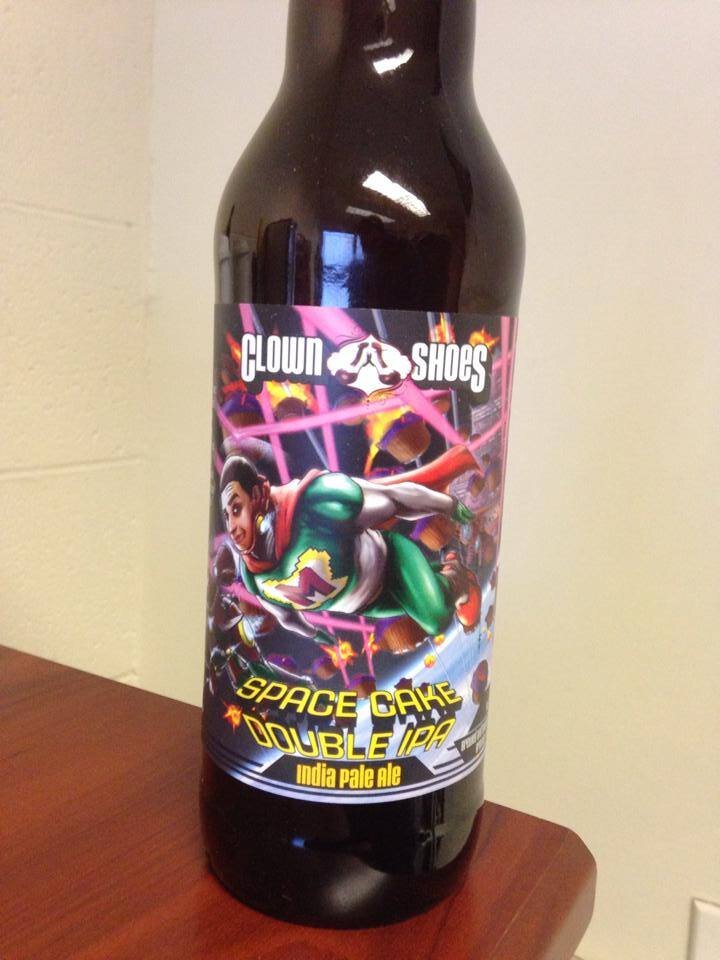 CLOWN SHOES
M
SPACE CAKE
DOUBLE IPA
India Pale Ale